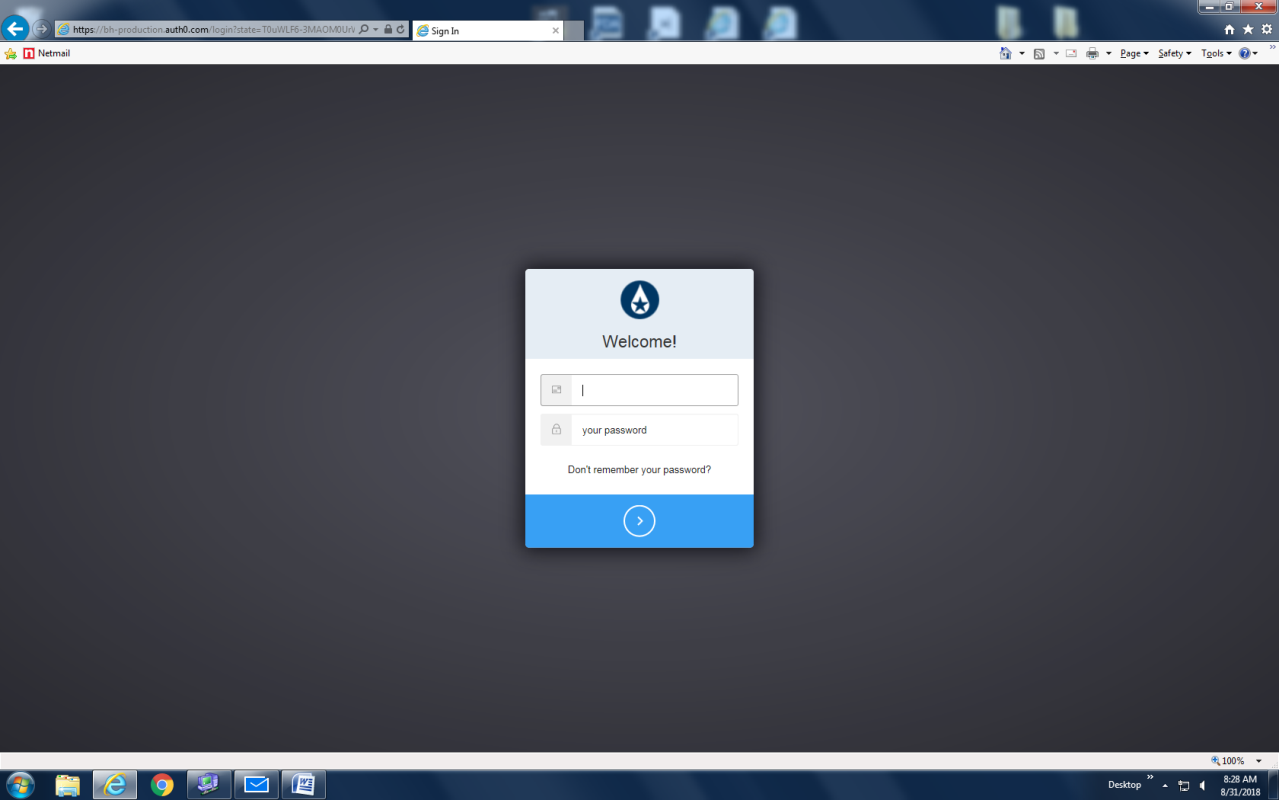 https://bh-production.auth0.com/login?state=T0uWLF6-3MAOM0UrV
Sign In
Netmail
Page
Safety
Tools
Welcome!
your password
Don't remember your password?
100%
Desktop
8:28 AM
8/31/2018